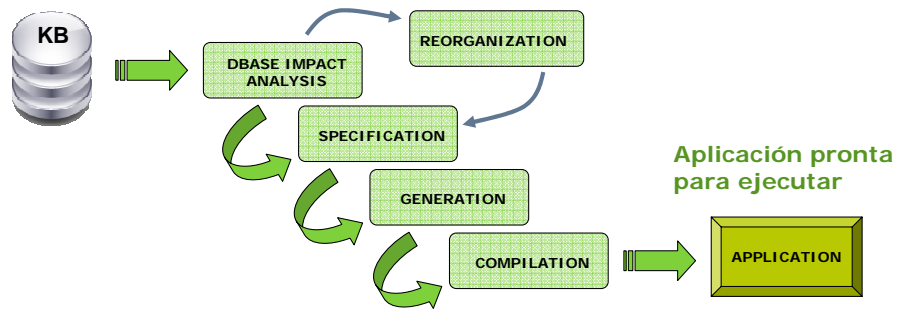 KB
DBASE IMPACT
ANALYSIS
REORGANIZATION
SPECIFICATION
GENERATION
COMPILATION
Aplicación pronta
para ejecutar
APPLICATION